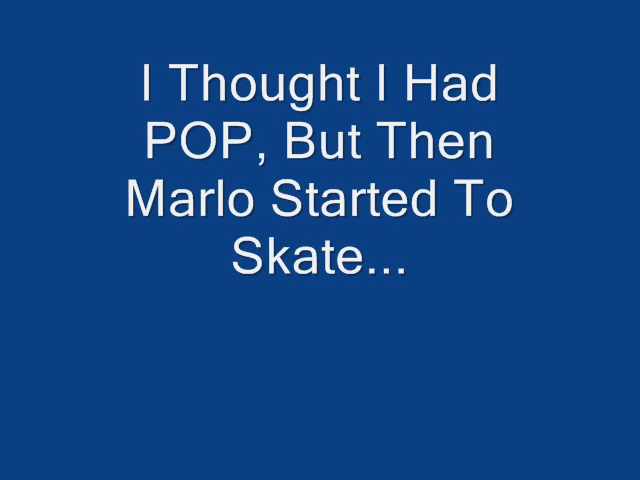 I Thought I Had
POP, But Then
Marlo Started To
Skate...